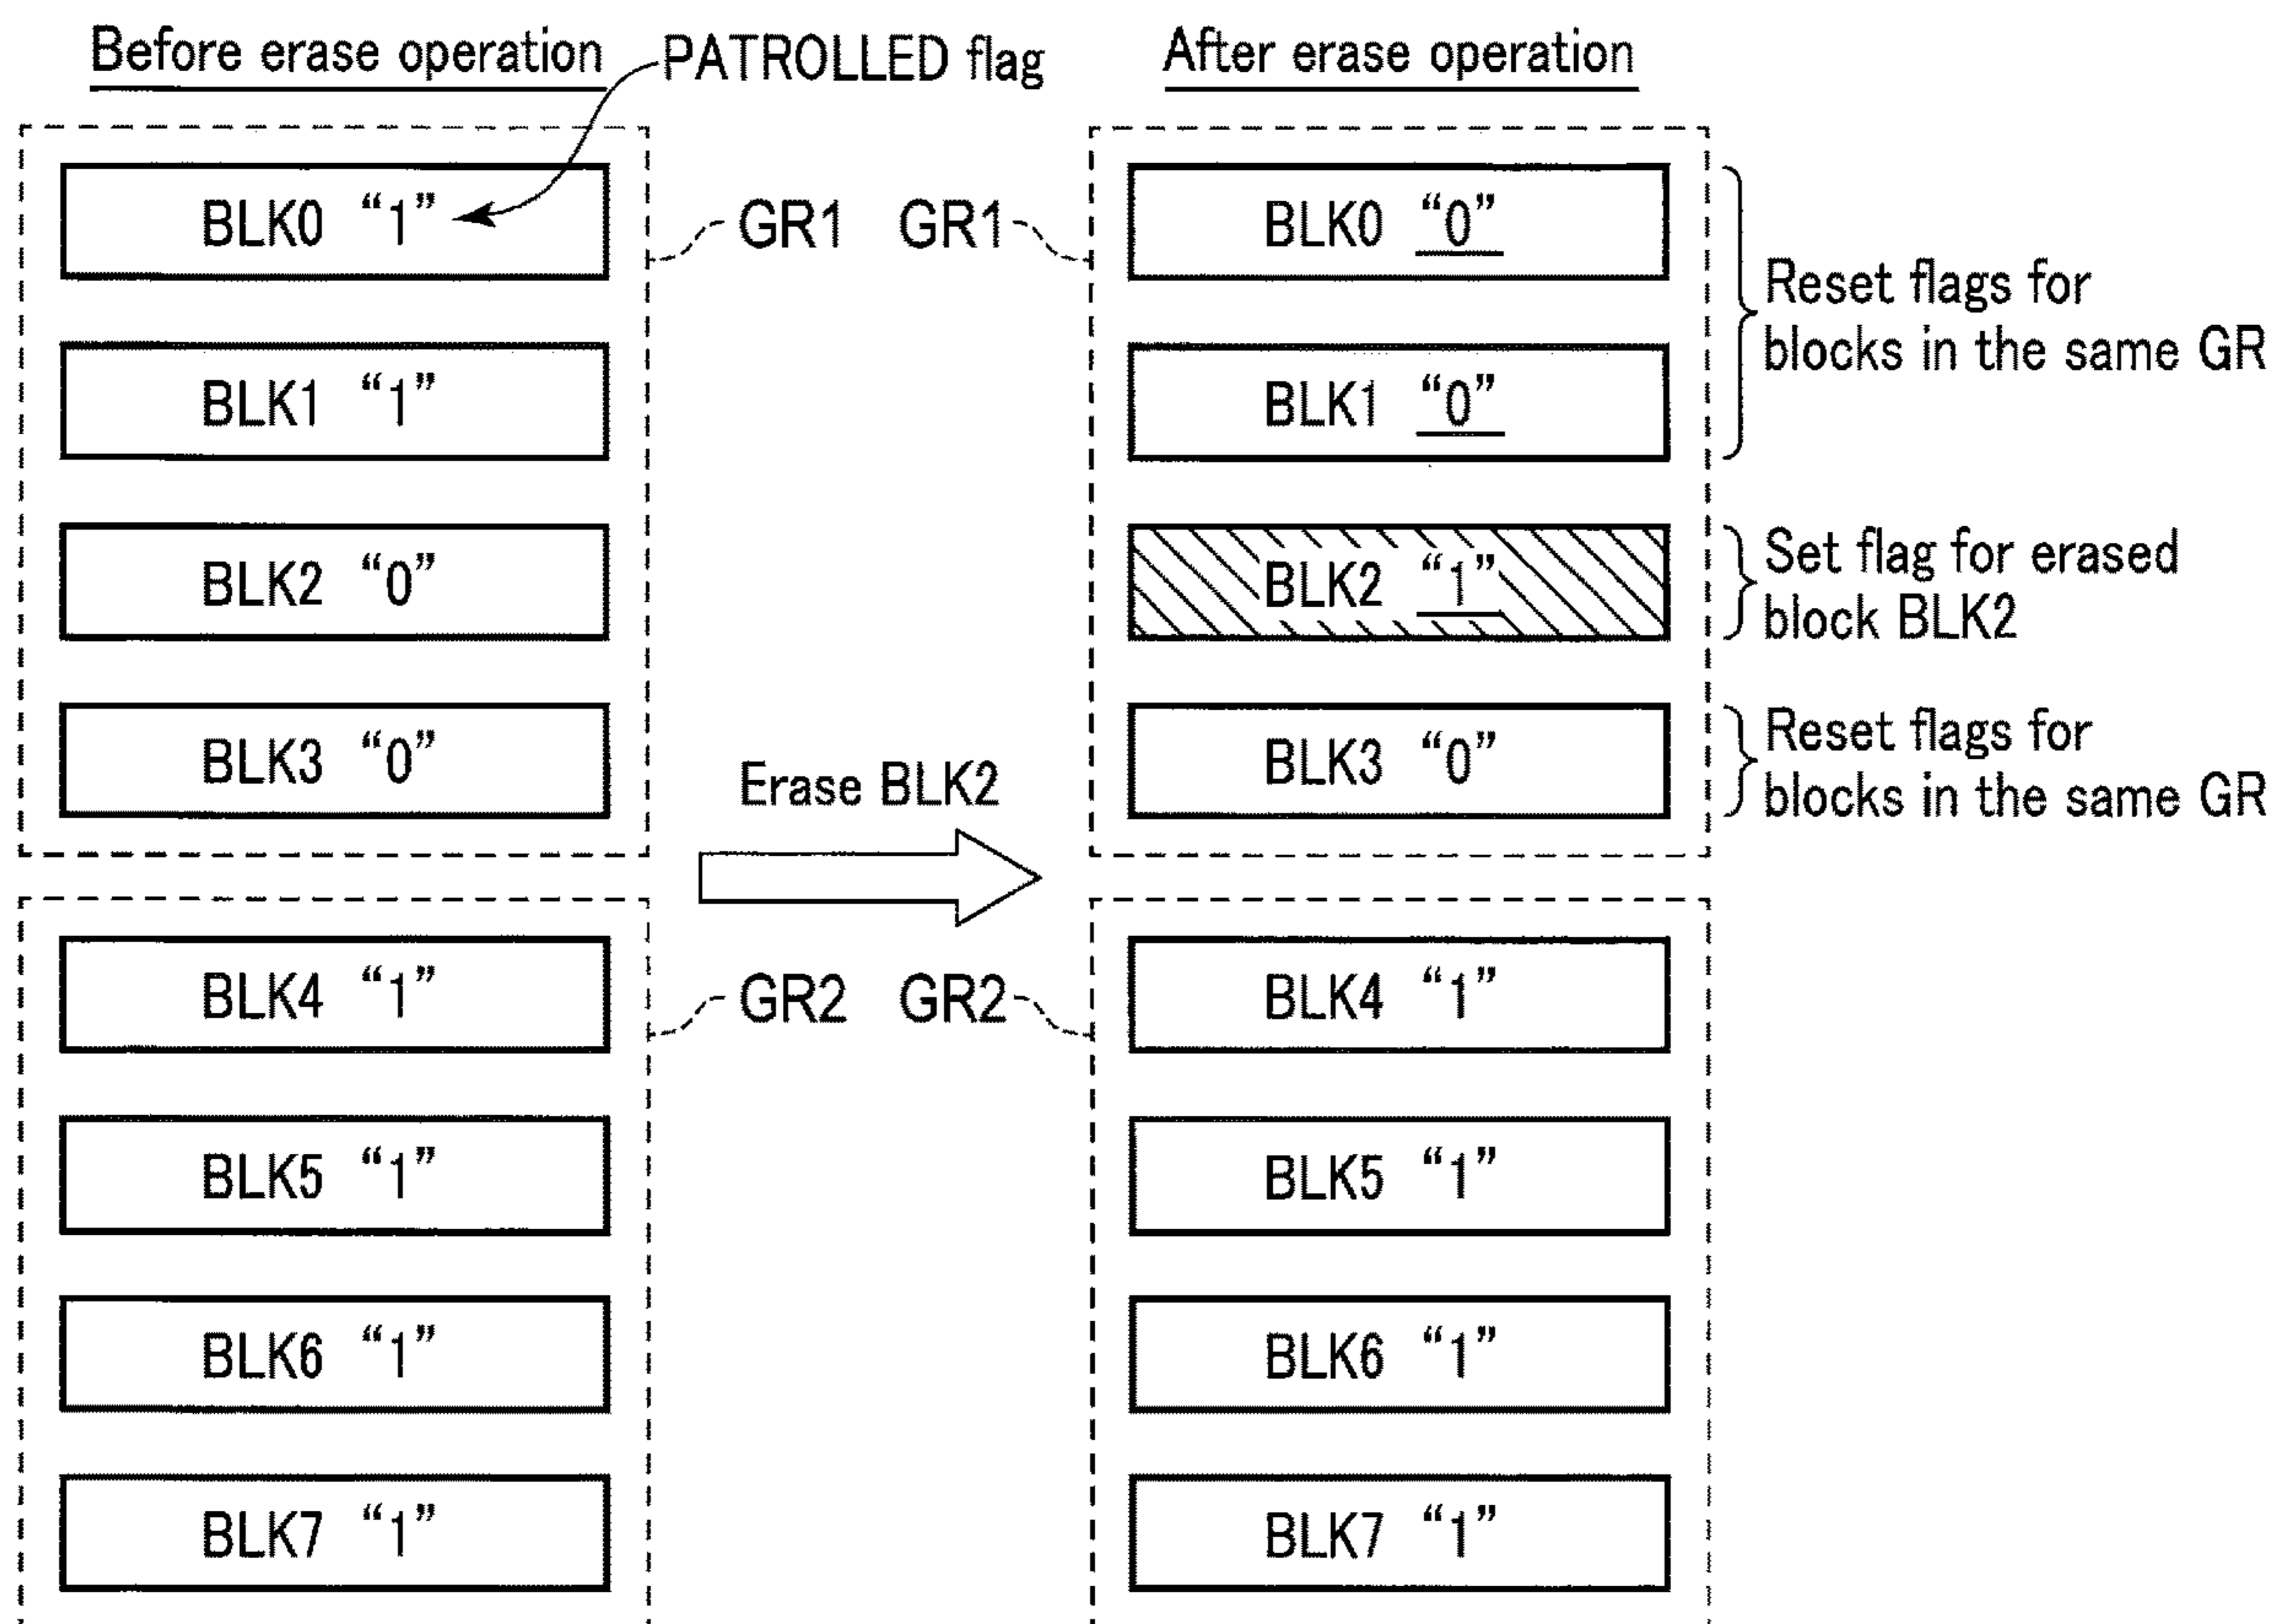 Before erase operation
PATROLLED flag
After erase operation
BLK0 “1”
GR1
GR1
BLK0 “0”
Reset flags for
blocks in the same GR
BLK1 “1”
BLK1 “0”
BLK2 “0”
BLK2 “1”
Set flag for erased
block BLK2
BLK3 “0”
Erase BLK2
BLK3 “0”
Reset flags for
blocks in the same GR
BLK4 “1”
GR2
GR2
BLK4 “1”
BLK5 “1”
BLK5 “1”
BLK6 “1”
BLK6 “1”
BLK7 “1”
BLK7 “1”